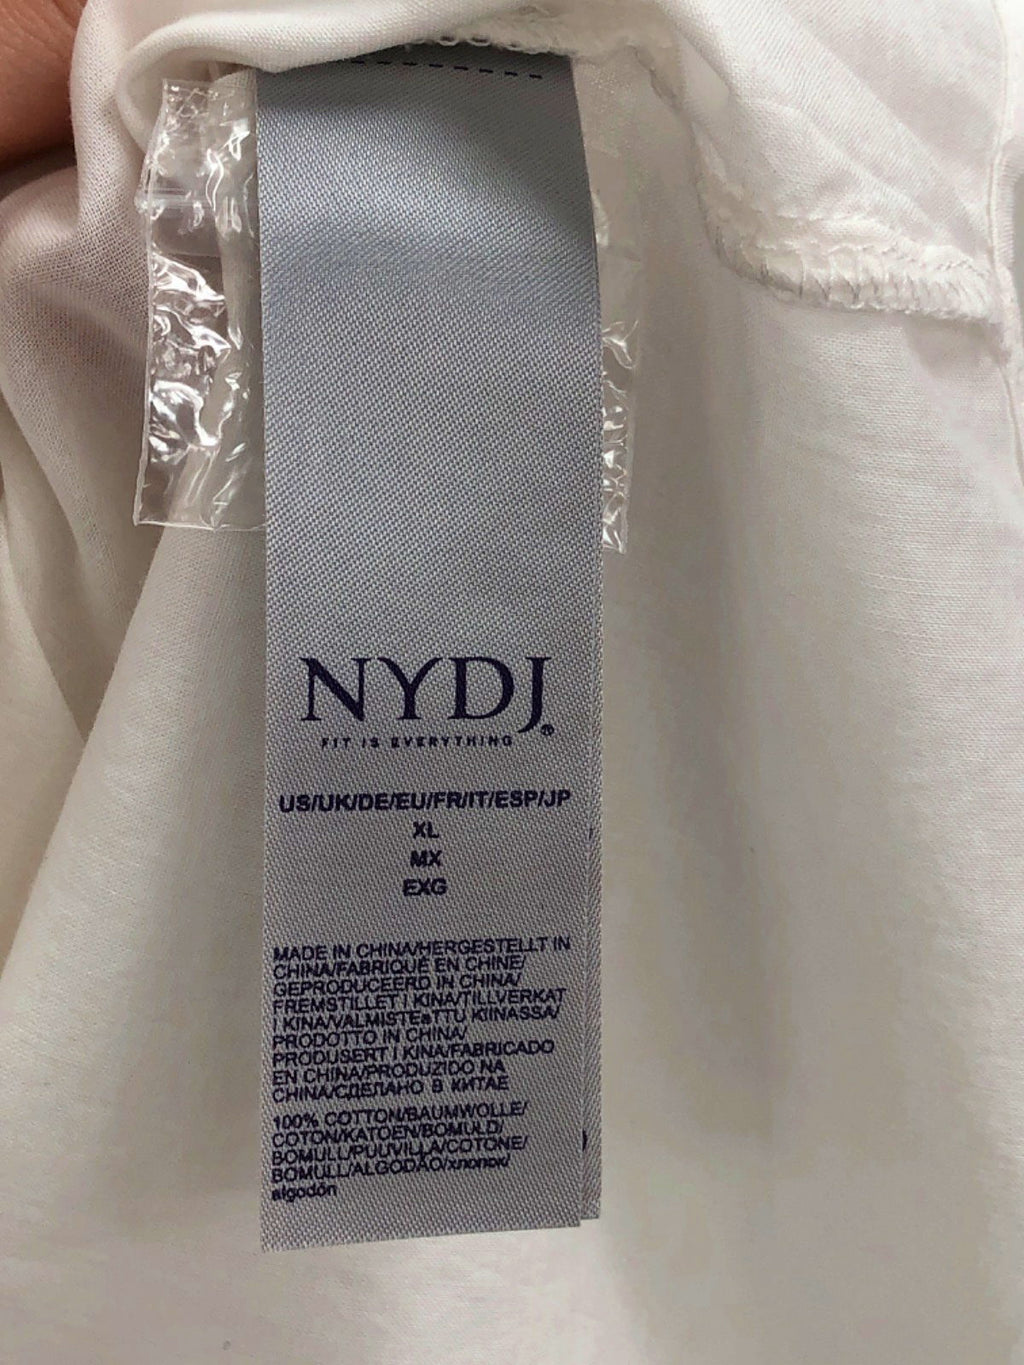 NYDJ®
FIT IS EVERYTHING
US/UK/DE/EU/FR/IT/ESP/JP
XL
MX
EXG
MADE IN CHINA/HERGESTELLT IN
CHINA/FABRIQUÉ EN CHINE/
GEPRODUCEERD IN CHINA/
FREMSTILLET I KINA/TILLVERKAT
I KINA/VALMISTEaTTU KIINASSA/
PRODOTTO IN CHINA/
PRODUSERT I KINA/FABRICADO
EN CHINA/PRODUZIDO NA
CHINA/СДЕЛАНО В КИТАЕ
100% COTTON/BAUMWOLLE/
COTON/KATOEN/BOMULD/
BOMULL/PUUVILLA/COTONE/
BOMULL/ALGODÃO/хлопок/
algodón